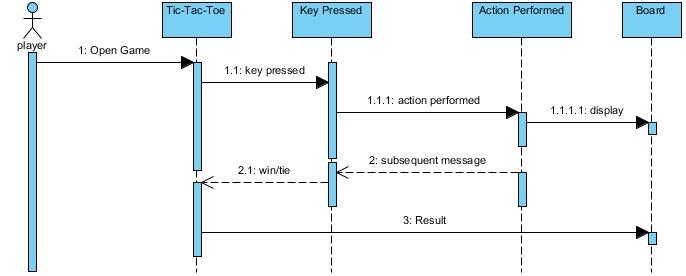 Tic-Tac-Toe
Key Pressed
Action Performed
Board
player
1: Open Game
1.1: key pressed
1.1.1: action performed
1.1.1.1: display
2: subsequent message
2.1: win/tie
3: Result